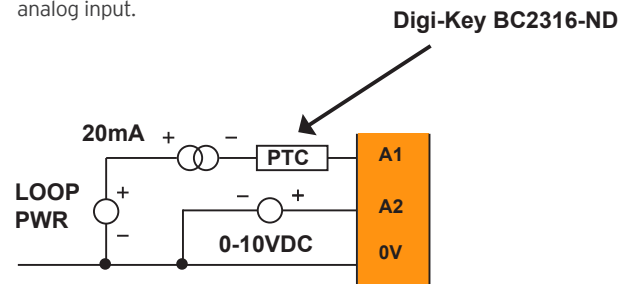 analog input.
Digi-Key BC2316-ND
20mA + –
PTC
A1
LOOP
PWR
+
–
– +
A2
0-10VDC
0V